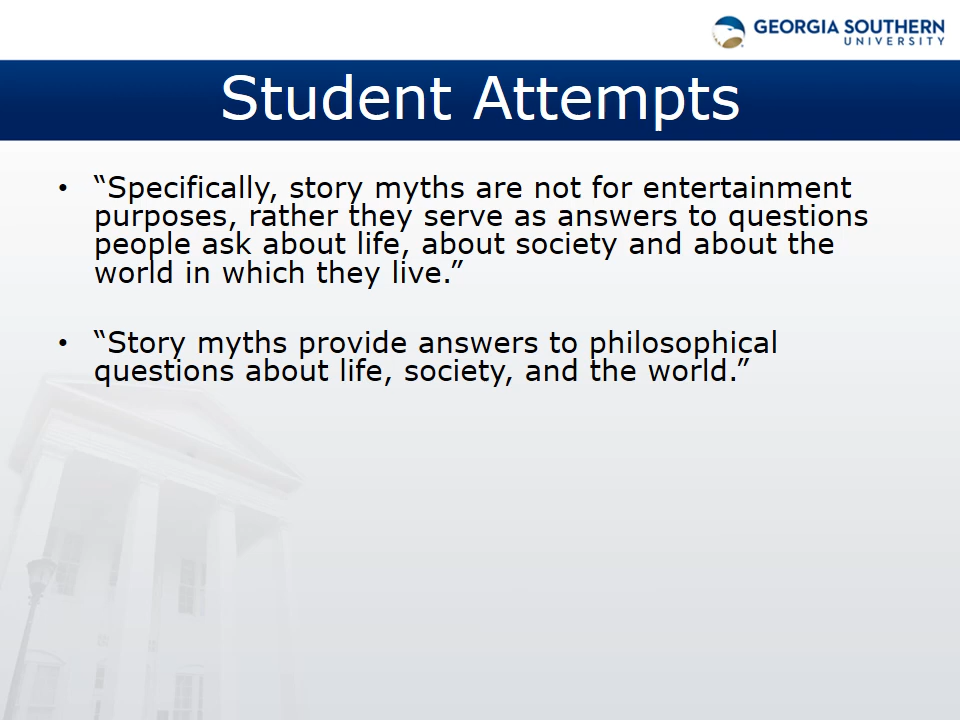 GEORGIA SOUTHERN
UNIVERSITY
Student Attempts
• “Specifically, story myths are not for entertainment
purposes, rather they serve as answers to questions
people ask about life, about society and about the
world in which they live.”
• “Story myths provide answers to philosophical
questions about life, society, and the world.”